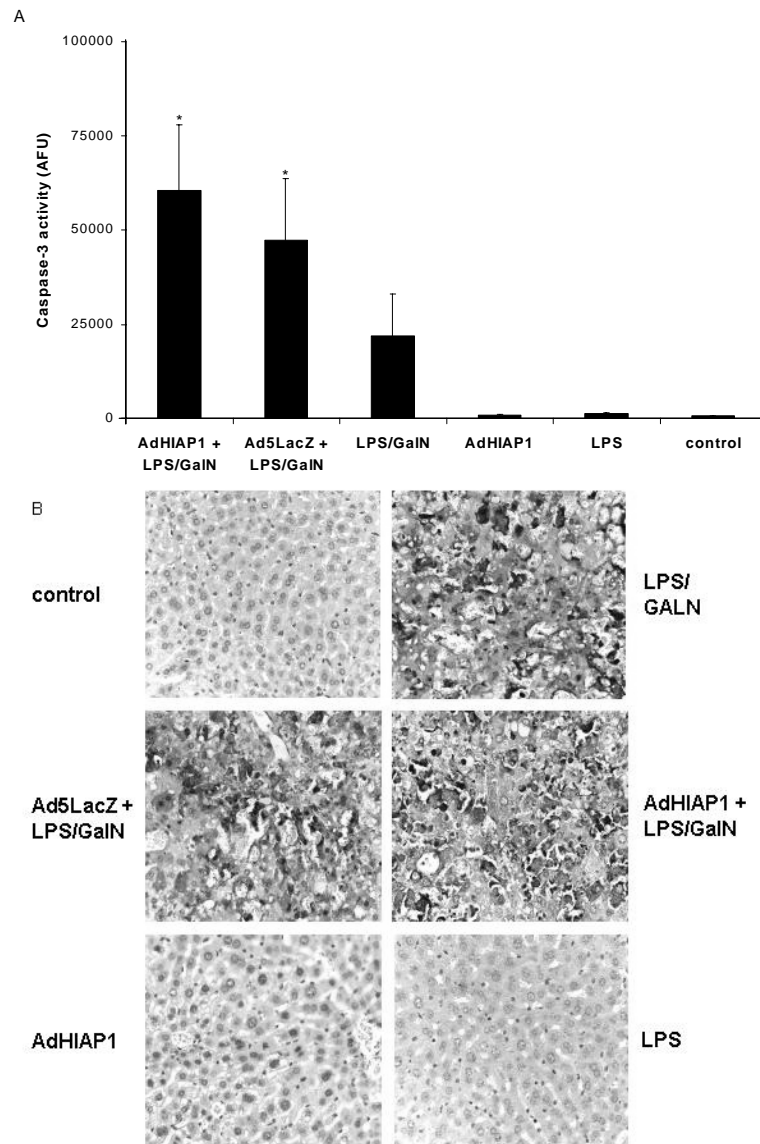 A
100000
75000
50000
25000
0
Caspase-3 activity (AFU)
*
*
AdHIAP1 +
LPS/GalN
Ad5LacZ +
LPS/GalN
LPS/GalN
AdHIAP1
LPS
control
B
control
LPS/
GALN
Ad5LacZ +
LPS/GalN
AdHIAP1 +
LPS/GalN
AdHIAP1
LPS